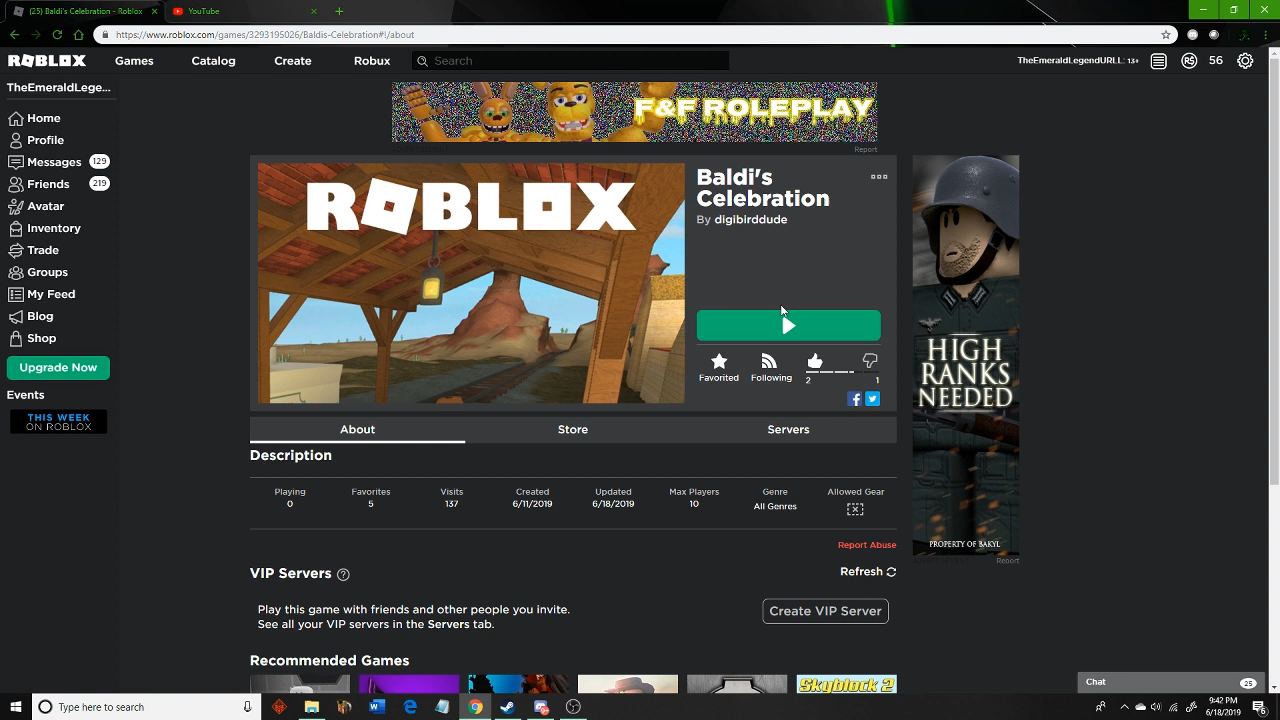 (25) Baldi's Celebration - Roblox
YouTube
https://www.roblox.com/games/3293195026/Baldis-Celebration#!/about
ROBLOX
Games
Catalog
Create
Robux
Search
TheEmeraldLegendURLL: 13+
56
TheEmeraldLege...
Home
Profile
Messages 129
Friends 219
Avatar
Inventory
Trade
Groups
My Feed
Blog
Shop
Upgrade Now
Events
THIS WEEK
ON ROBLOX
F&F ROLEPLAY
Report
ROBLOX
Baldi's
Celebration
By digibirddude
Favorited
Following
2
1
About
Store
Servers
Description
Playing
0
Favorites
5
Visits
137
Created
6/11/2019
Updated
6/18/2019
Max Players
10
Genre
All Genres
Allowed Gear
Report Abuse
VIP Servers
Refresh
Play this game with friends and other people you invite.
See all your VIP servers in the Servers tab.
Create VIP Server
Recommended Games
Skyblock 2
HIGH
RANKS
NEEDED
PROPERTY OF BAKYL
Report
Chat
25
Type here to search
9:42 PM
6/18/2019
6